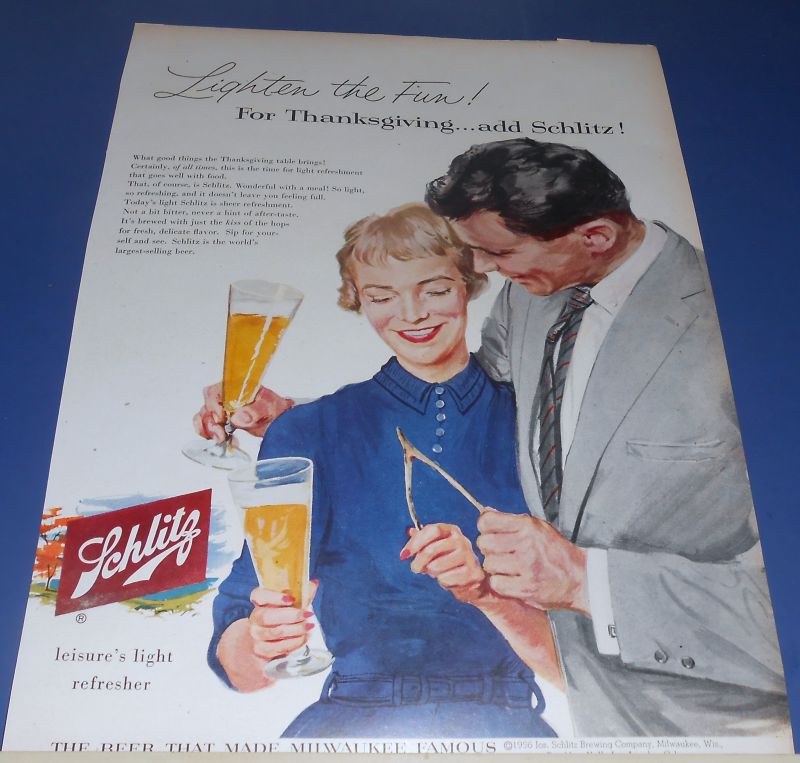 Lighten the Fun!
For Thanksgiving...add Schlitz!
What good things the Thanksgiving table brings!
Certainly, of all times, this is the time for light refreshment
that goes well with food.
That, of course, is Schlitz. Wonderful with a meal! So light,
so refreshing, and it doesn't leave you feeling full.
Today's light Schlitz is sheer refreshment.
Not a bit bitter, never a hint of after-taste.
It's brewed with just the kiss of the hops
for fresh, delicate flavor. Sip for your-
self and see. Schlitz is the world's
largest-selling beer.
Schlitz
®
leisure's light
refresher
THE BEER THAT MADE MILWAUKEE FAMOUS ©1956 Jos. Schlitz Brewing Company, Milwaukee, Wis.,